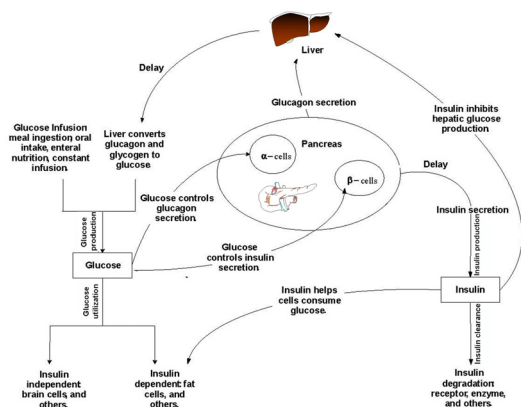 Liver
Delay
Glucagon secretion
Insulin inhibits
hepatic glucose
production.
Glucose Infusion:
meal ingestion, oral
intake, enteral
nutrition, constant
infusion.
Liver converts
glucagon and
glycogen to
glucose.
Pancreas
α-cells
β-cells
Delay
Glucose controls
glucagon
secretion.
Insulin secretion
Glucose
production
Insulin production
Glucose
controls insulin
secretion.
Glucose
Insulin
Glucose
utilization
Insulin helps
cells consume
glucose.
Insulin clearance
Insulin
independent:
brain cells, and
others.
Insulin
dependent: fat
cells, and
others.
Insulin
degradation:
receptor, enzyme,
and others.